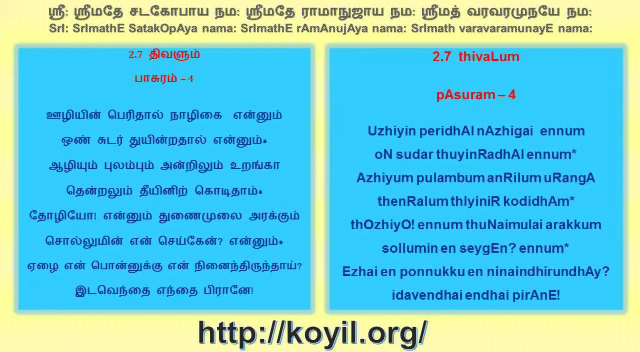 ஸ்ரீ: ஸ்ரீமதே சடகோபாய நம: ஸ்ரீமதே ராமாநுஜாய நம: ஸ்ரீமத் வரவரமுநயே நம:
SrI: SrImathE SatakOpAya nama: SrImathE rAmAnujAya nama: SrImath varavaramunayE nama:
2.7 திவளும்
பாசுரம் – 4
ஊழியின் பெரிதால் நாழிகை என்னும்
ஒண் சுடர் துயின்றதால் என்னும்*
ஆழியும் புலம்பும் அன்றிலும் உறங்கா
தென்றலும் தீயினிற் கொடிதாம்*
தோழியோ! என்னும் துணைமுலை அரக்கும்
சொல்லுமின் என் செய்கேன்? என்னும்*
ஏழை என் பொன்னுக்கு என் நினைந்திருந்தாய்?
இடவெந்தை எந்தை பிரானே!
2.7 thivaLum
pAsuram – 4
Uzhiyin peridhAl nAzhigai ennum
oN sudar thuyinRadhAl ennum*
Azhiyum pulambum anRilum uRangA
thenRalum thIyiniR kodidhAm*
thOzhiyO! ennum thuNaimulai arakkum
sollumin en seygEn? ennum*
Ezhai en ponnukku en ninaindhirundhAy?
idavendhai endhai pirAnE!
http://koyil.org/